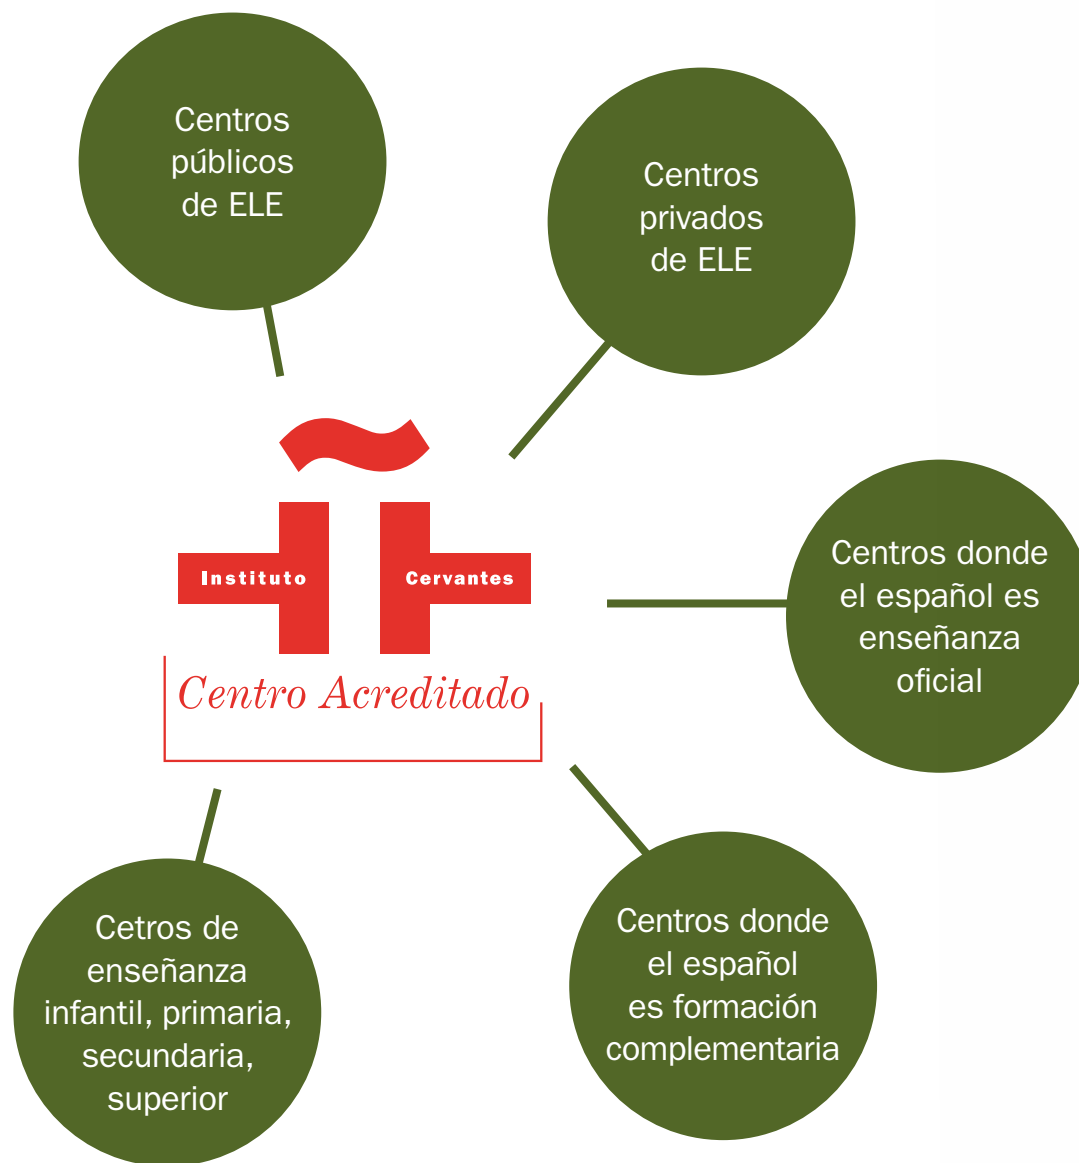 Centros
públicos
de ELE
Centros
privados
de ELE
Instituto Cervantes
Centro Acreditado
Centros donde
el español es
enseñanza
oficial
Centros donde
el español
es formación
complementaria
Cetros de
enseñanza
infantil, primaria,
secundaria,
superior